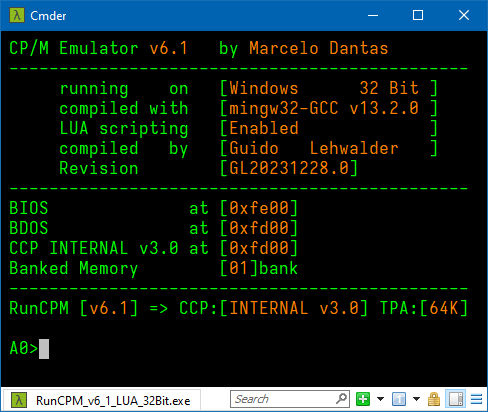 Cmder
CP/M Emulator v6.1 by Marcelo Dantas
----------------------------------------------
running on [Windows 32 Bit ]
compiled with [mingw32-GCC v13.2.0 ]
LUA scripting [Enabled ]
compiled by [Guido Lehwalder ]
Revision [GL20231228.0]
----------------------------------------------
BIOS at [0xfe00]
BDOS at [0xfd00]
CCP INTERNAL v3.0 at [0xfd00]
Banked Memory [01]bank
----------------------------------------------
RunCPM [v6.1] => CCP:[INTERNAL v3.0] TPA:[64K]
A0>
RunCPM_v6_1_LUA_32Bit.exe Search